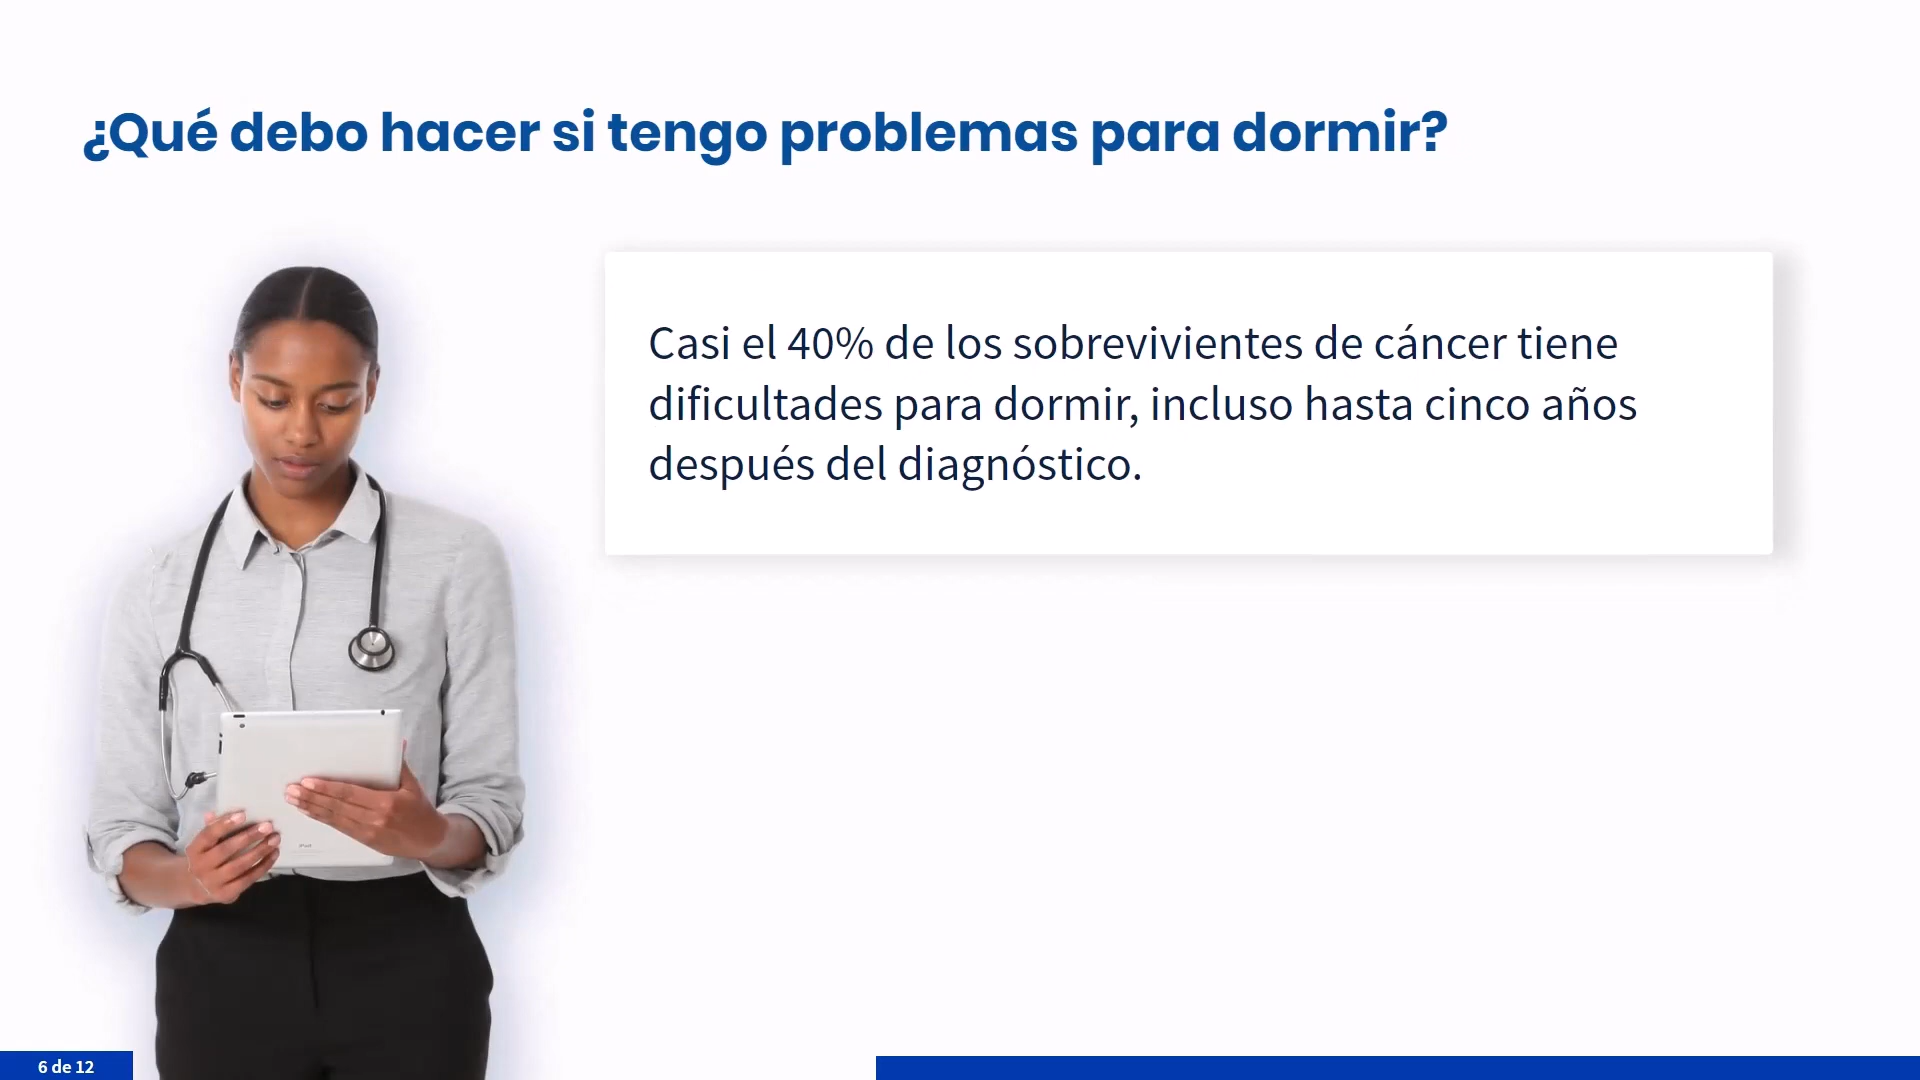 ¿Qué debo hacer si tengo problemas para dormir?
Casi el 40% de los sobrevivientes de cáncer tiene
dificultades para dormir, incluso hasta cinco años
después del diagnóstico.
iPad
6 de 12